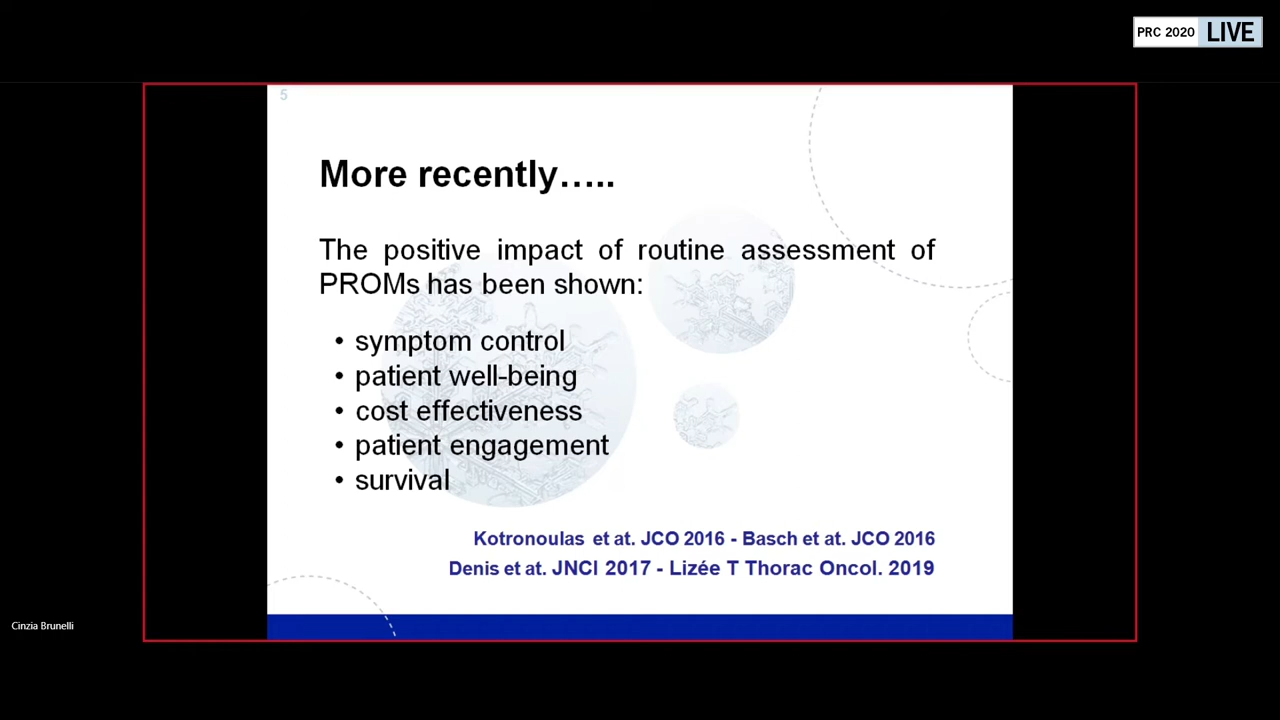 PRC 2020 LIVE
5
More recently…..
The positive impact of routine assessment of
PROMs has been shown:
• symptom control
• patient well-being
• cost effectiveness
• patient engagement
• survival
Kotronoulas et at. JCO 2016 - Basch et at. JCO 2016
Denis et at. JNCI 2017 - Lizée T Thorac Oncol. 2019
Cinzia Brunelli